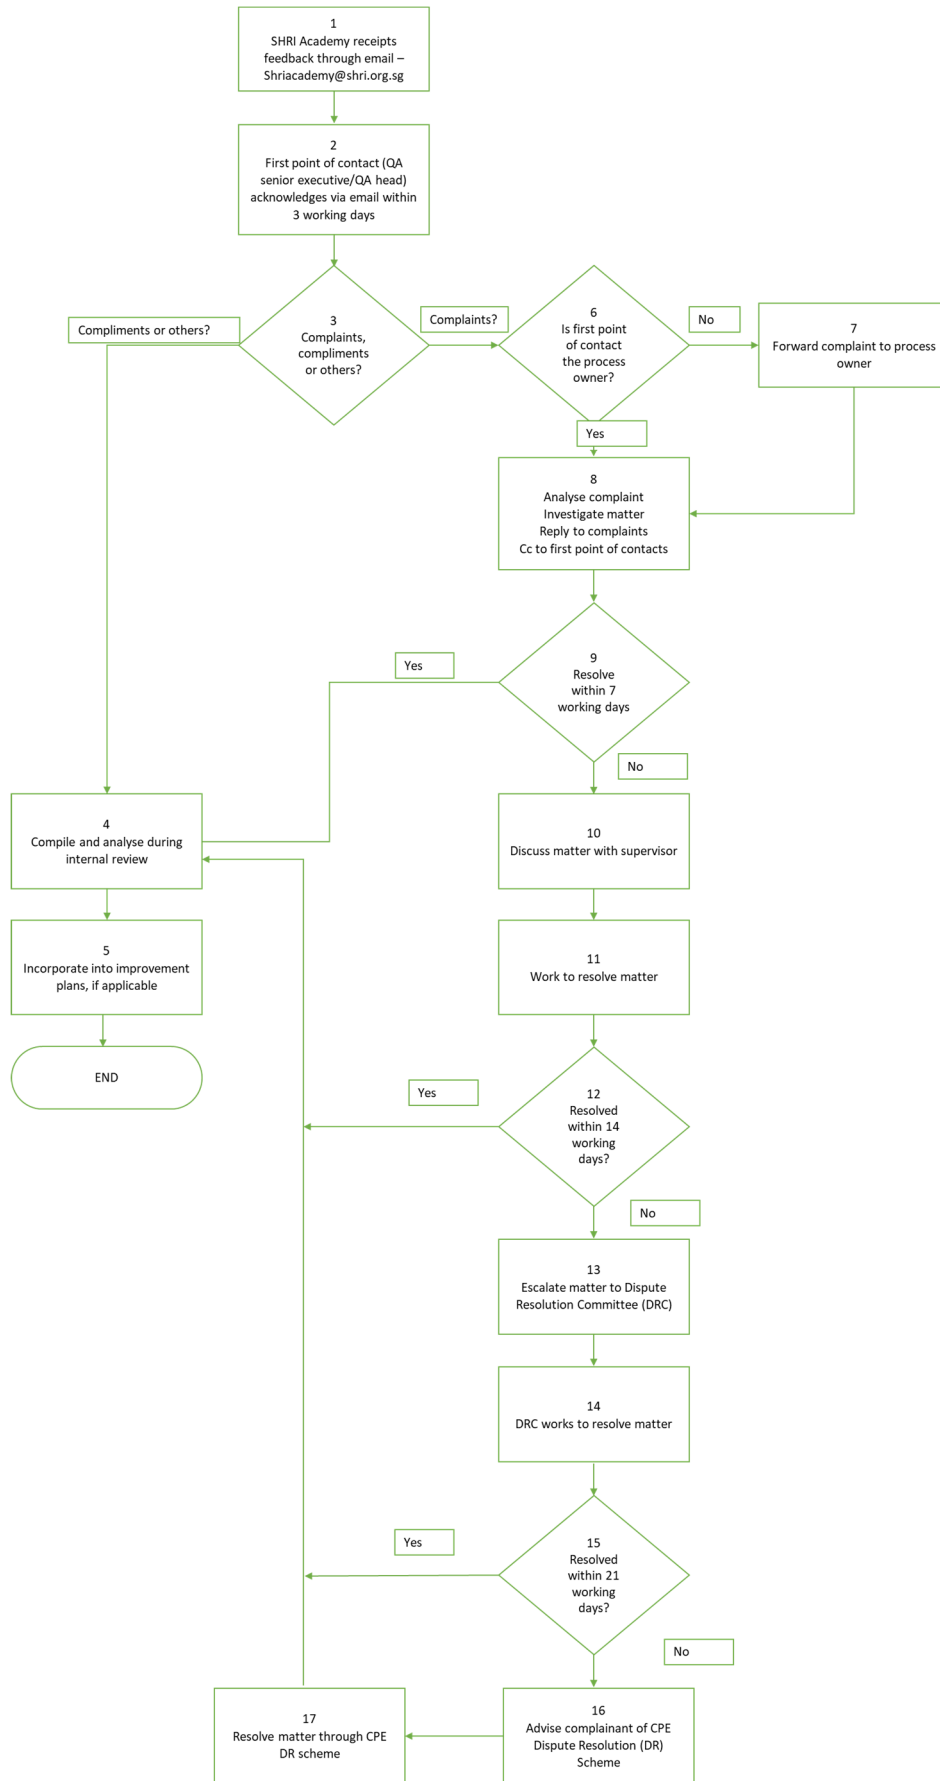 1
SHRI Academy receipts
feedback through email –
Shriacademy@shri.org.sg
2
First point of contact (QA
senior executive/QA head)
acknowledges via email within
3 working days
Compliments or others?
3
Complaints,
compliments
or others?
Complaints?
6
Is first point
of contact
the process
owner?
No
7
Forward complaint to process
owner
Yes
8
Analyse complaint
Investigate matter
Reply to complaints
Cc to first point of contacts
9
Resolve
within 7
working days
Yes
No
4
Compile and analyse during
internal review
10
Discuss matter with supervisor
5
Incorporate into improvement
plans, if applicable
11
Work to resolve matter
END
Yes
12
Resolved
within 14
working
days?
No
13
Escalate matter to Dispute
Resolution Committee (DRC)
14
DRC works to resolve matter
Yes
15
Resolved
within 21
working
days?
No
17
Resolve matter through CPE
DR scheme
16
Advise complainant of CPE
Dispute Resolution (DR)
Scheme